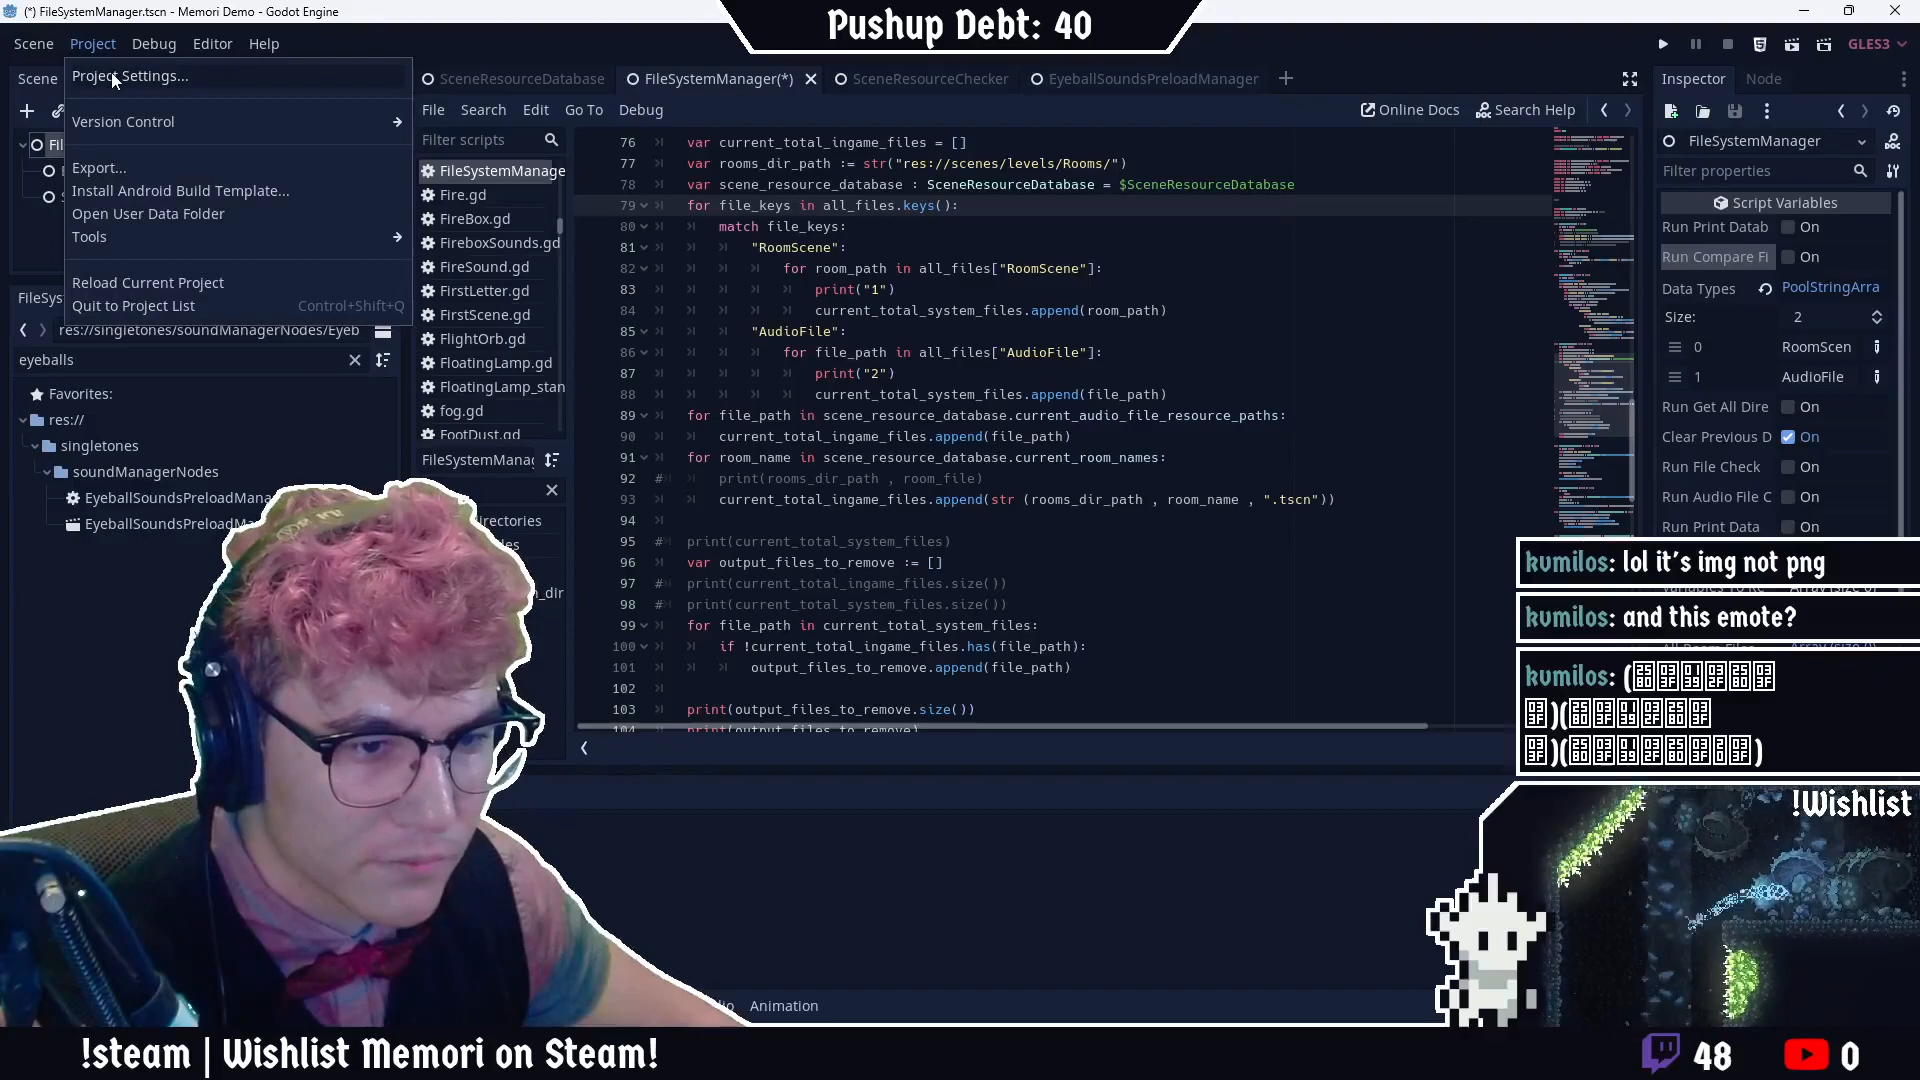 (*) FileSystemManager.tscn - Memori Demo - Godot Engine
Pushup Debt: 40
Scene Project Debug Editor Help
GLES3
Scene
Project Settings...
Version Control
Export...
Install Android Build Template...
Open User Data Folder
Tools
Reload Current Project
Quit to Project List Control+Shift+Q
SceneResourceDatabase FileSystemManager(*) SceneResourceChecker EyeballSoundsPreloadManager
File Search Edit Go To Debug
Online Docs Search Help
Filter scripts
FileSystemManage
Fire.gd
FireBox.gd
FireboxSounds.gd
FireSound.gd
FirstLetter.gd
FirstScene.gd
FlightOrb.gd
FloatingLamp.gd
FloatingLamp_stan
fog.gd
FootDust.gd
FileSystemManag
irectories
_dir
res://singletones/soundManagerNodes/Eyeb
eyeballs
Favorites:
res://
singletones
soundManagerNodes
EyeballSoundsPreloadMana
EyeballSoundsPreloadMa
76 var current_total_ingame_files = []
77 var rooms_dir_path := str("res://scenes/levels/Rooms/")
78 var scene_resource_database : SceneResourceDatabase = $SceneResourceDatabase
79 for file_keys in all_files.keys():
80 match file_keys:
81 "RoomScene":
82 for room_path in all_files["RoomScene"]:
83 print("1")
84 current_total_system_files.append(room_path)
85 "AudioFile":
86 for file_path in all_files["AudioFile"]:
87 print("2")
88 current_total_system_files.append(file_path)
89 for file_path in scene_resource_database.current_audio_file_resource_paths:
90 current_total_ingame_files.append(file_path)
91 for room_name in scene_resource_database.current_room_names:
92 print(rooms_dir_path , room_file)
93 current_total_ingame_files.append(str (rooms_dir_path , room_name , ".tscn"))
94
95 # print(current_total_system_files)
96 var output_files_to_remove := []
97 # print(current_total_ingame_files.size())
98 # print(current_total_system_files.size())
99 for file_path in current_total_system_files:
100 if !current_total_ingame_files.has(file_path):
101 output_files_to_remove.append(file_path)
102
103 print(output_files_to_remove.size())
104 print(output_files_to_remove)
Animation
Inspector Node
FileSystemManager
Filter properties
Script Variables
Run Print Datab On
Run Compare Fi On
Data Types PoolStringArra
Size: 2
0 RoomScen
1 AudioFile
Run Get All Dire On
Clear Previous D On
Run File Check On
Run Audio File C On
Run Print Data On
kvmilos: lol it's img not png
kvmilos: and this emote?
kvmilos:
!Wishlist
!steam | Wishlist Memori on Steam!
48
0